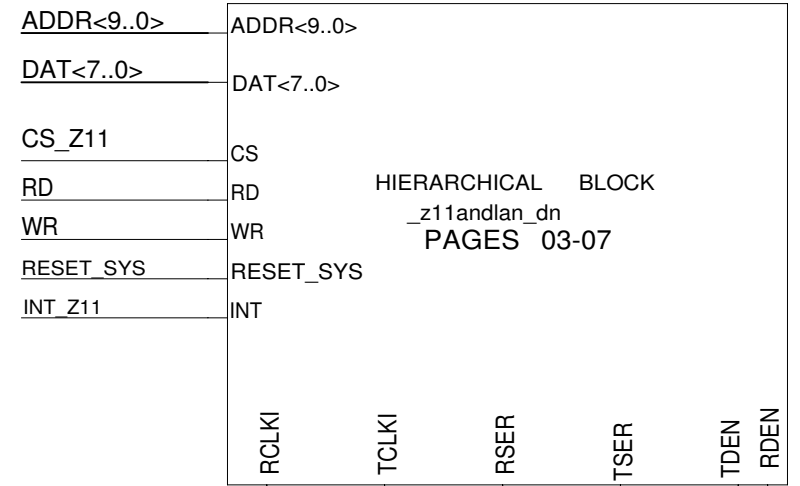 ADDR<9..0>
ADDR<9..0>
DAT<7..0>
DAT<7..0>
CS_Z11
CS
RD
RD
HIERARCHICAL BLOCK
_z11andlan_dn
PAGES 03-07
WR
WR
RESET_SYS
RESET_SYS
INT_Z11
INT
RCLKI
TCLKI
RSER
TSER
TDEN
RDEN